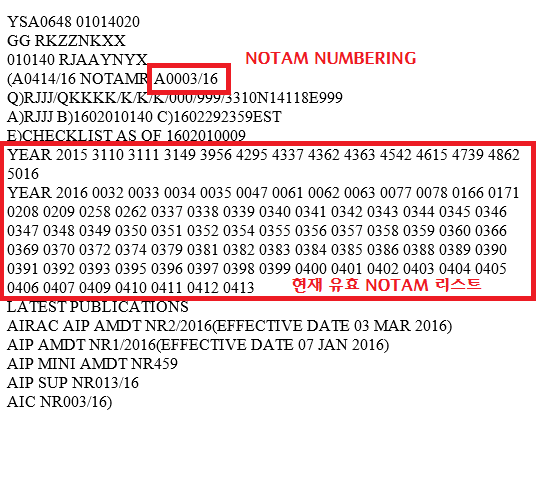 YSA0648 01014020
GG RKZZNKXX
010140 RJAAYNYX
NOTAM NUMBERING
(A0414/16 NOTAMR A0003/16
Q)RJJJ/QKKKK/K/K/K/000/999/3310N14118E999
A)RJJJ B)1602010140 C)1602292359EST
E)CHECKLIST AS OF 1602010009
YEAR 2015 3110 3111 3149 3956 4295 4337 4362 4363 4542 4615 4739 4862
5016
YEAR 2016 0032 0033 0034 0035 0047 0061 0062 0063 0077 0078 0166 0171
0208 0209 0258 0262 0337 0338 0339 0340 0341 0342 0343 0344 0345 0346
0347 0348 0349 0350 0351 0352 0354 0355 0356 0357 0358 0359 0360 0366
0369 0370 0372 0374 0379 0381 0382 0383 0384 0385 0386 0388 0389 0390
0391 0392 0393 0395 0396 0397 0398 0399 0400 0401 0402 0403 0404 0405
0406 0407 0409 0410 0411 0412 0413
현재 유효 NOTAM 리스트
LATEST PUBLICATIONS
AIRAC AIP AMDT NR2/2016(EFFECTIVE DATE 03 MAR 2016)
AIP AMDT NR1/2016(EFFECTIVE DATE 07 JAN 2016)
AIP MINI AMDT NR459
AIP SUP NR013/16
AIC NR003/16)